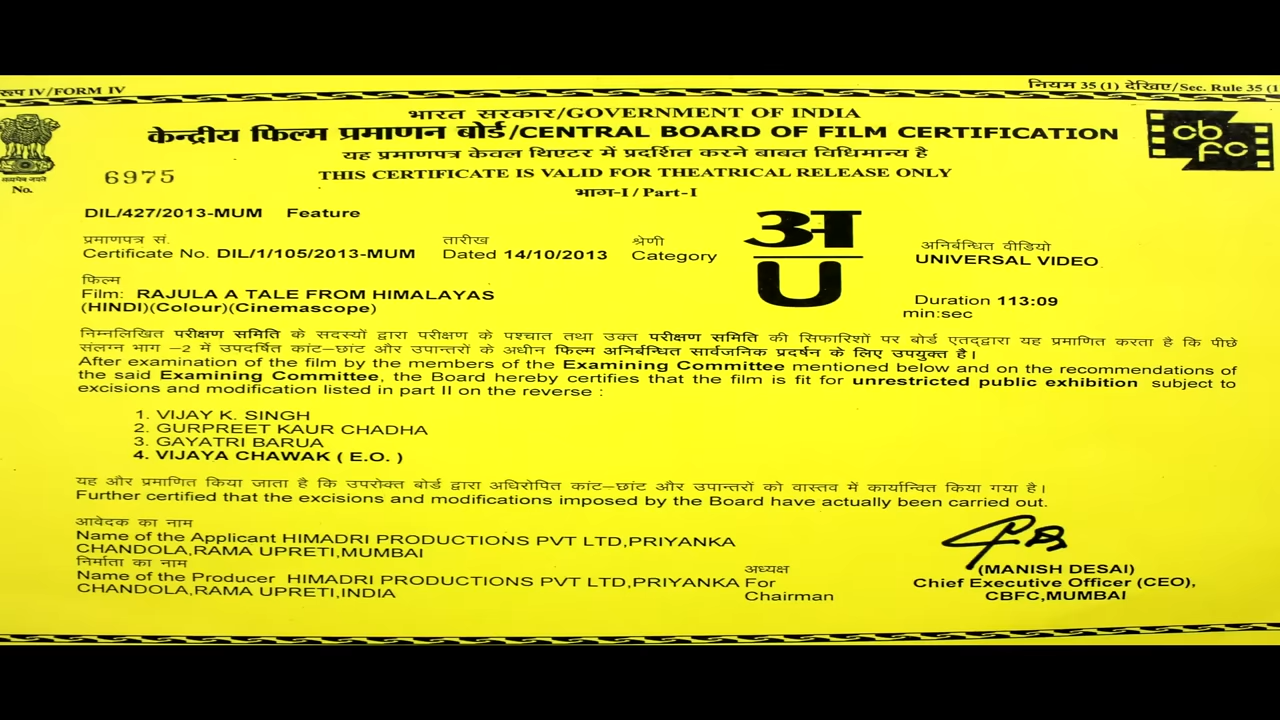 रूप IV/FORM IV
नियम 35 (1) देखिए/Sec. Rule 35 (1
भारत सरकार/GOVERNMENT OF INDIA
केन्द्रीय फिल्म प्रमाणन बोर्ड/CENTRAL BOARD OF FILM CERTIFICATION
cb
fc
यह प्रमाणपत्र केवल थिएटर में प्रदर्शित करने बाबत विधिमान्य है
सत्यमेव जयते
No. 6975
THIS CERTIFICATE IS VALID FOR THEATRICAL RELEASE ONLY
भाग-I / Part-I
DIL/427/2013-MUM Feature
अ
U
प्रमाणपत्र सं. तारीख श्रेणी अनिर्बन्धित वीडियो
Certificate No. DIL/1/105/2013-MUM Dated 14/10/2013 Category UNIVERSAL VIDEO
फिल्म
Film: RAJULA A TALE FROM HIMALAYAS
(HINDI)(Colour)(Cinemascope)
Duration 113:09
min:sec
निम्नलिखित परीक्षण समिति के सदस्यों द्वारा परीक्षण के पश्चात तथा उक्त परीक्षण समिति की सिफारिशों पर बोर्ड एतद्द्वारा यह प्रमाणित करता है कि पीछे
संलग्न भाग -2 में उपदर्षित कांट-छांट और उपान्तरों के अधीन फिल्म अनिर्बन्धित सार्वजनिक प्रदर्षन के लिए उपयुक्त है।
After examination of the film by the members of the Examining Committee mentioned below and on the recommendations of
the said Examining Committee, the Board hereby certifies that the film is fit for unrestricted public exhibition subject to
excisions and modification listed in part II on the reverse :
1. VIJAY K. SINGH
2. GURPREET KAUR CHADHA
3. GAYATRI BARUA
4. VIJAYA CHAWAK ( E.O. )
यह और प्रमाणित किया जाता है कि उपरोक्त बोर्ड द्वारा अधिरोपित कांट-छांट और उपान्तरों को वास्तव में कार्यान्वित किया गया है।
Further certified that the excisions and modifications imposed by the Board have actually been carried out.
आवेदक का नाम
Name of the Applicant HIMADRI PRODUCTIONS PVT LTD,PRIYANKA
CHANDOLA,RAMA UPRETI,MUMBAI
निर्माता का नाम
Name of the Producer HIMADRI PRODUCTIONS PVT LTD,PRIYANKA
CHANDOLA,RAMA UPRETI,INDIA
अध्यक्ष
For
Chairman
(MANISH DESAI)
Chief Executive Officer (CEO),
CBFC,MUMBAI